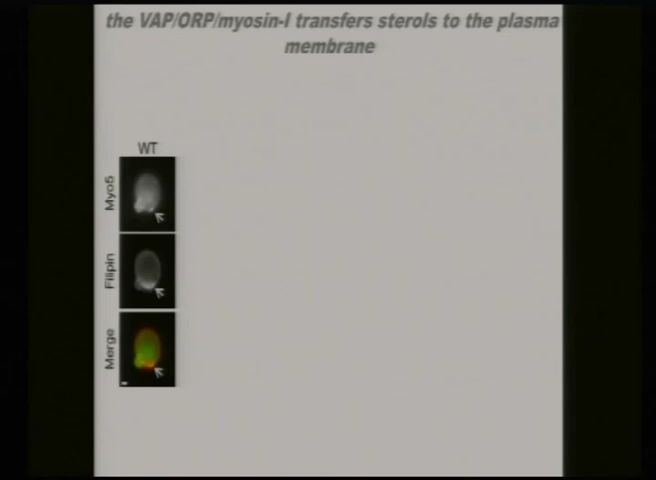 the VAP/ORP/myosin-I transfers sterols to the plasma
membrane
WT
Myo5
Filipin
Merge